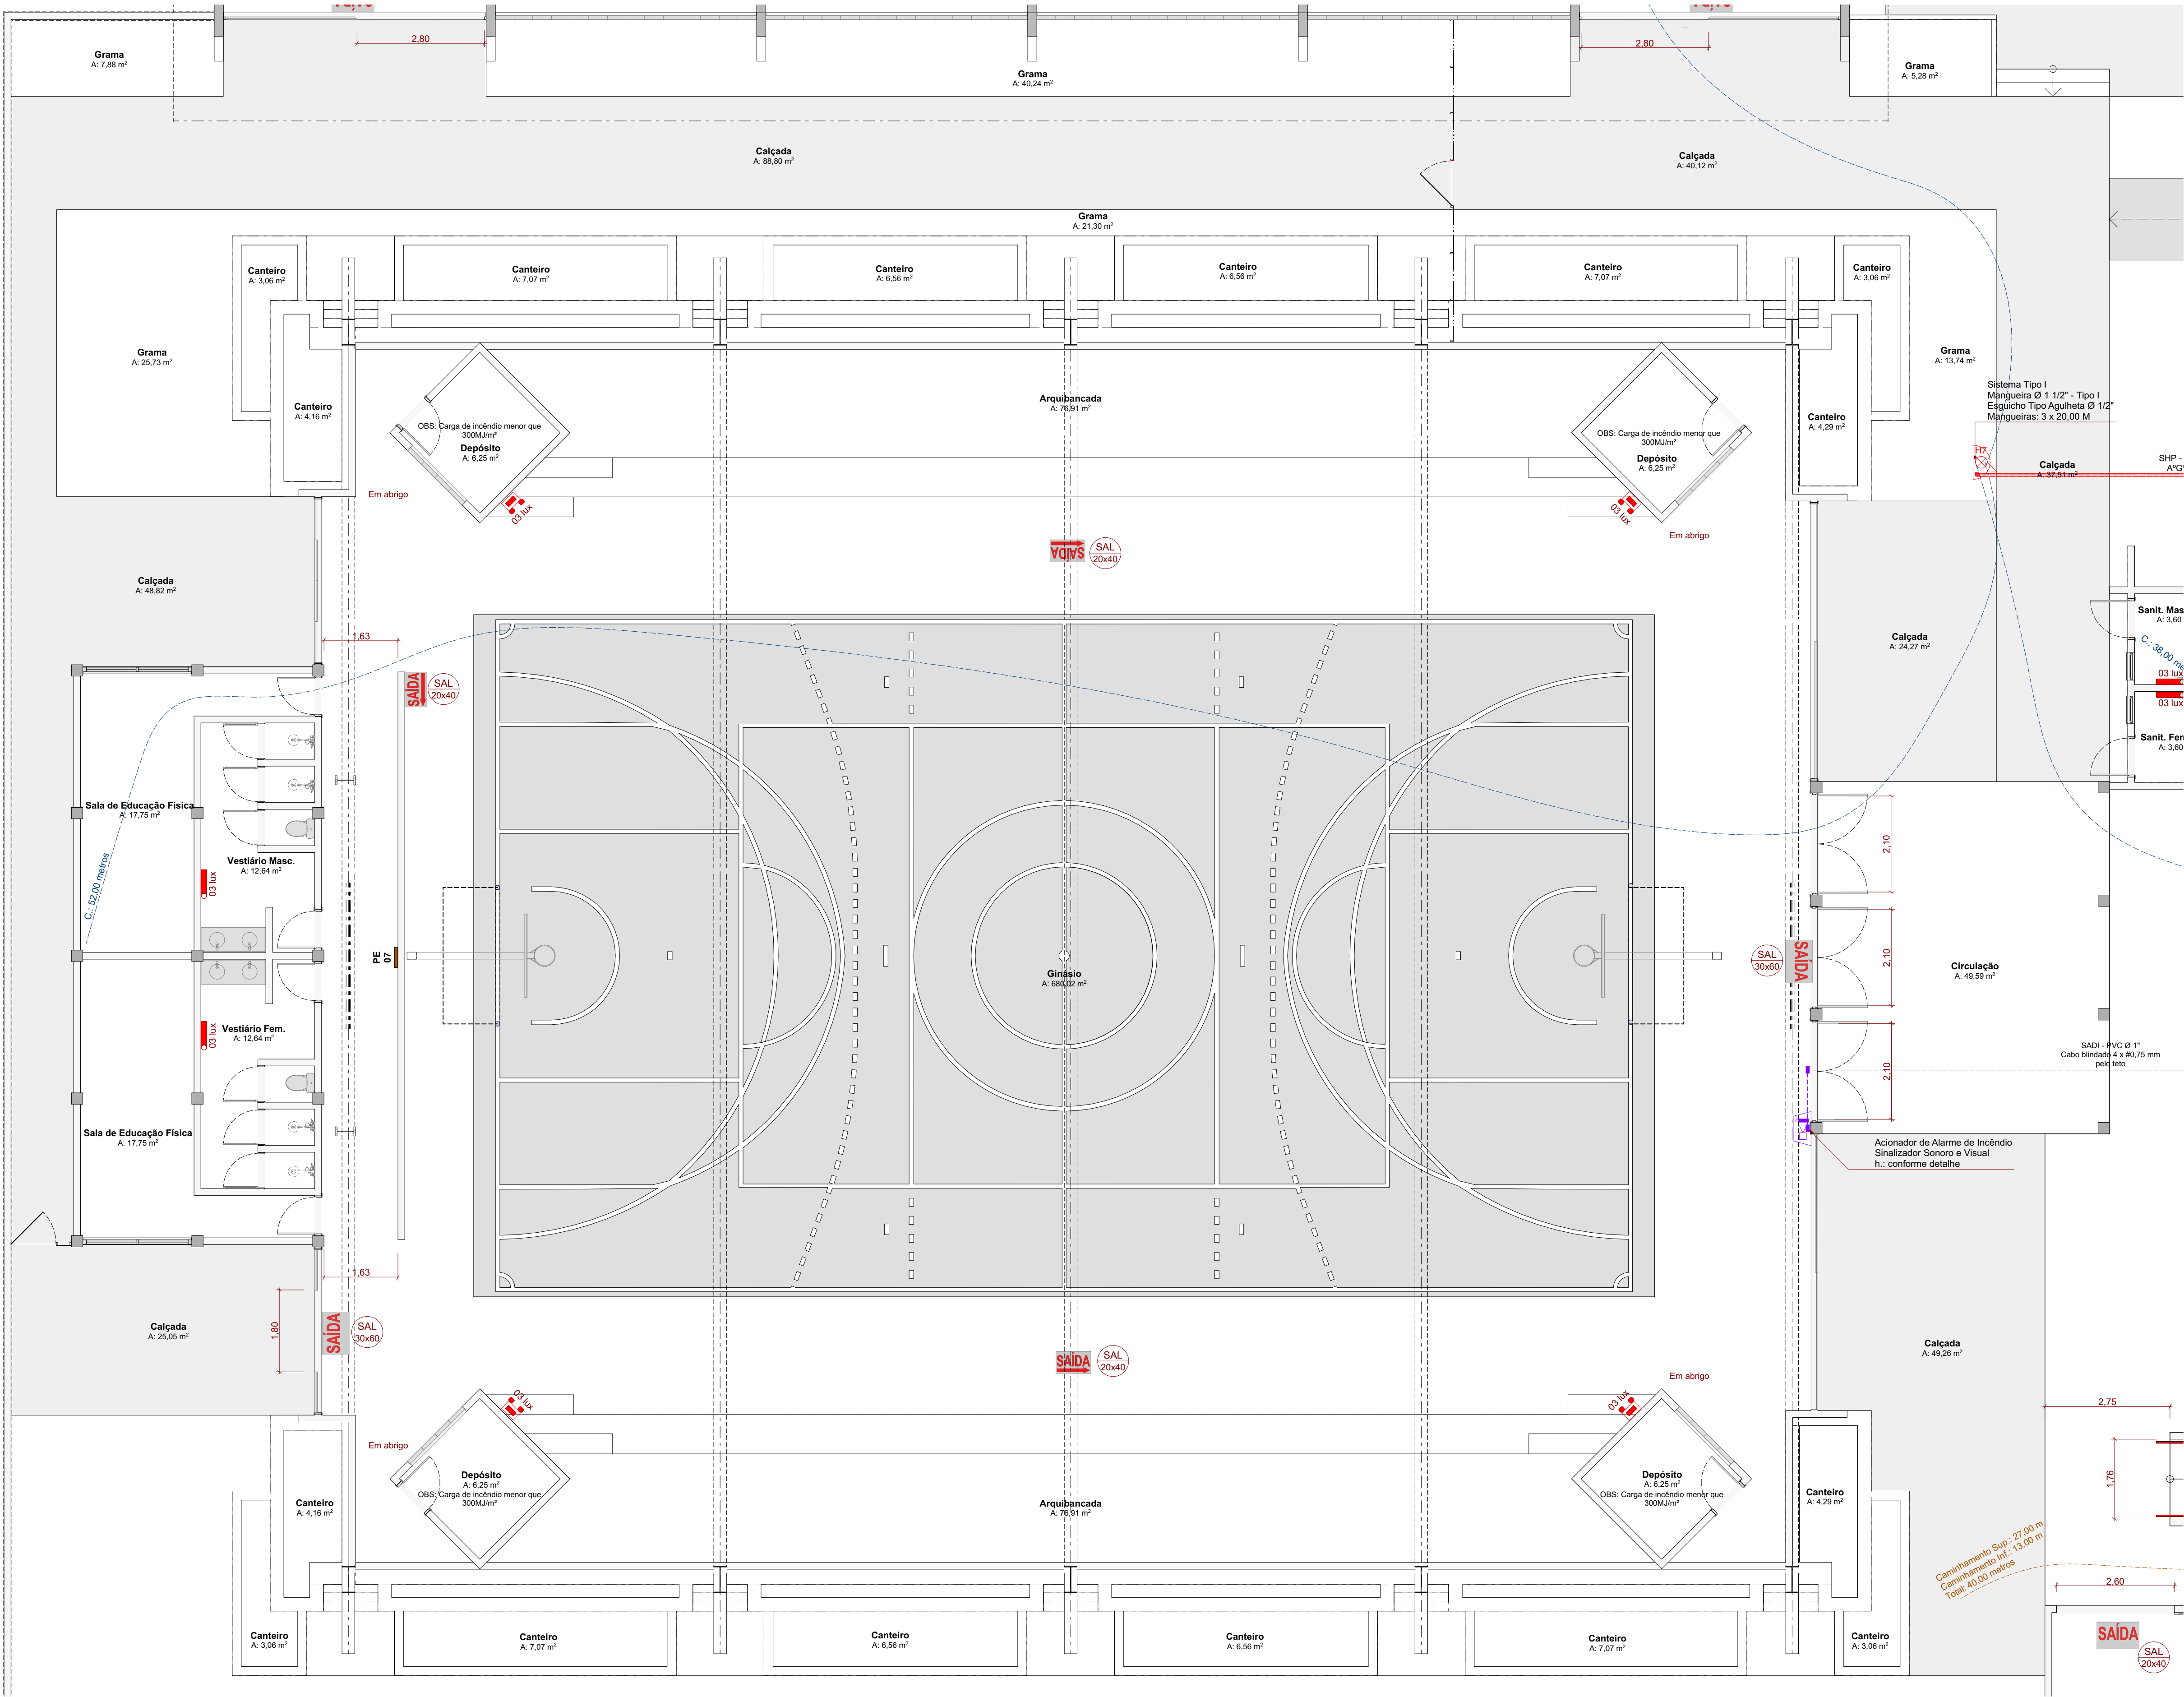 SAÍDA
SAÍDA
2,80
2,80
Grama
A: 7,88 m²
Grama
A: 40,24 m²
Grama
A: 5,28 m²
Calçada
A: 88,80 m²
Calçada
A: 40,12 m²
Grama
A: 21,30 m²
Canteiro
A: 3,06 m²
Canteiro
A: 7,07 m²
Canteiro
A: 6,56 m²
Canteiro
A: 6,56 m²
Canteiro
A: 7,07 m²
Canteiro
A: 3,06 m²
Grama
A: 25,73 m²
Grama
A: 13,74 m²
Canteiro
A: 4,16 m²
OBS: Carga de incêndio menor que
300MJ/m²
Depósito
A: 6,25 m²
Arquibancada
A: 76,91 m²
OBS: Carga de incêndio menor que
300MJ/m²
Depósito
A: 6,25 m²
Canteiro
A: 4,29 m²
Sistema Tipo I
Mangueira Ø 1 1/2" - Tipo I
Esguicho Tipo Agulheta Ø 1/2"
Mangueiras: 3 x 20,00 M
H7
Calçada
A: 37,51 m²
SHP -
AºGº
Em abrigo
03 lux
03 lux
Em abrigo
SAÍDA
SAL
20x40
Calçada
A: 48,82 m²
1,63
SAÍDA
SAL
20x40
Calçada
A: 24,27 m²
Sanit. Mas
A: 3,60
C.: 38,00 me
03 lux
03 lux
Sanit. Fem
A: 3,60
Sala de Educação Física
A: 17,75 m²
C.: 52,00 metros
Vestiário Masc.
A: 12,64 m²
03 lux
PE
07
Ginásio
A: 680,02 m²
SAL
30x60
SAÍDA
2,10
2,10
2,10
Circulação
A: 49,59 m²
Vestiário Fem.
A: 12,64 m²
03 lux
SADI - PVC Ø 1"
Cabo blindado 4 x #0,75 mm
pelo teto
Sala de Educação Física
A: 17,75 m²
Acionador de Alarme de Incêndio
Sinalizador Sonoro e Visual
h.: conforme detalhe
1,63
Calçada
A: 25,05 m²
1,80
SAÍDA
SAL
30x60
SAÍDA
SAL
20x40
Calçada
A: 49,26 m²
Em abrigo
03 lux
03 lux
Em abrigo
2,75
1,76
Depósito
A: 6,25 m²
OBS: Carga de incêndio menor que
300MJ/m²
Arquibancada
A: 76,91 m²
Depósito
A: 6,25 m²
OBS: Carga de incêndio menor que
300MJ/m²
Canteiro
A: 4,16 m²
Canteiro
A: 4,29 m²
Caminhamento Sup.: 27,00 m
Caminhamento Inf.: 13,00 m
Total: 40,00 metros
2,60
Canteiro
A: 3,06 m²
Canteiro
A: 7,07 m²
Canteiro
A: 6,56 m²
Canteiro
A: 6,56 m²
Canteiro
A: 7,07 m²
Canteiro
A: 3,06 m²
SAÍDA
SAL
20x40